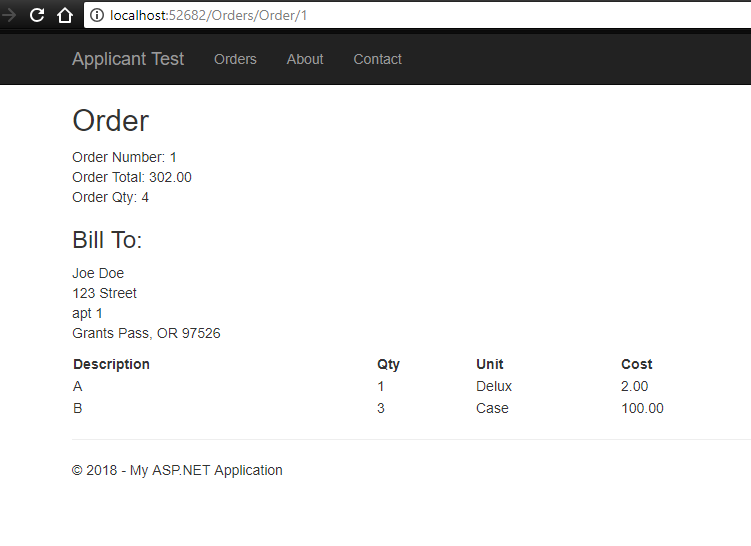 localhost:52682/Orders/Order/1
Applicant Test Orders About Contact
Order
Order Number: 1
Order Total: 302.00
Order Qty: 4
Bill To:
Joe Doe
123 Street
apt 1
Grants Pass, OR 97526
Description Qty Unit Cost
A 1 Delux 2.00
B 3 Case 100.00
© 2018 - My ASP.NET Application